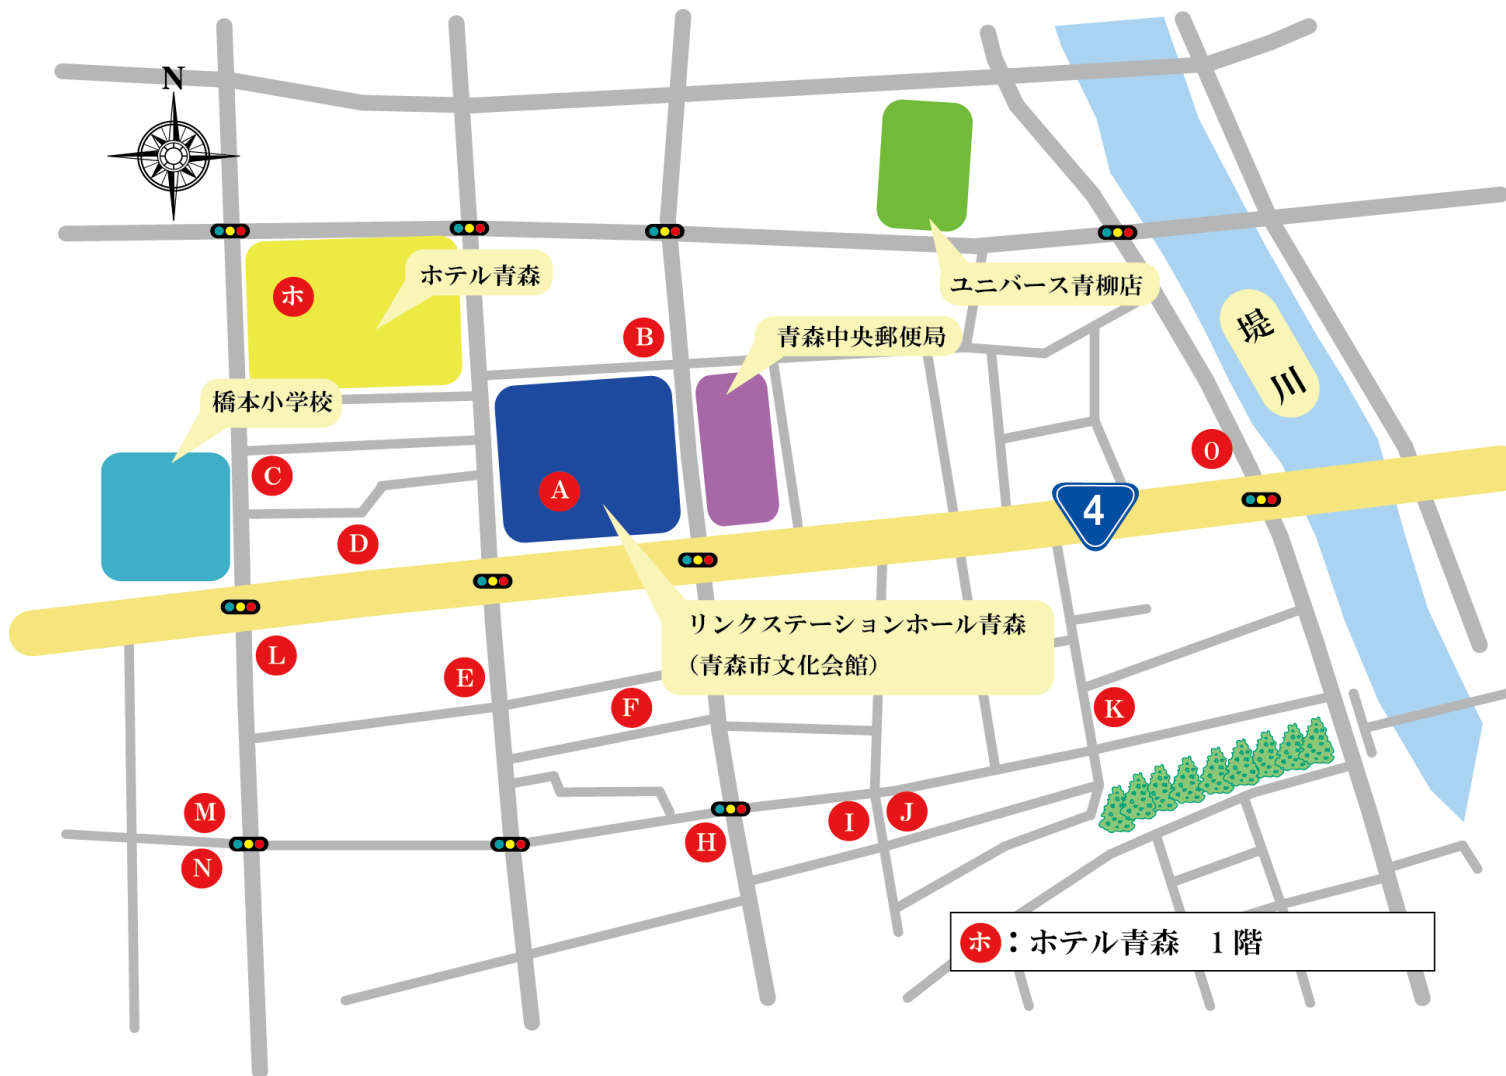 N
ホテル青森
ホ
ユニバース青柳店
堤川
B
青森中央郵便局
橋本小学校
C
A
O
4
D
リンクステーションホール青森
（青森市文化会館）
L
E
F
K
M
I
J
H
N
ホ：ホテル青森　1階